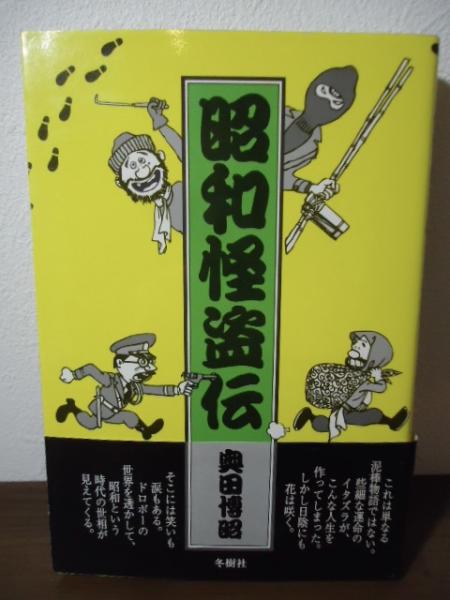 昭和怪盗伝
奥田博昭
冬樹社
これは単なる
泥棒物語ではない。
些細な運命の
イタズラが、
こんな人生を
作ってしまった。
しかし日陰にも
花は咲く。
そこには笑いも
涙もある。
ドロボーの
世界を透かして、
昭和という
時代の世相が
見えてくる。